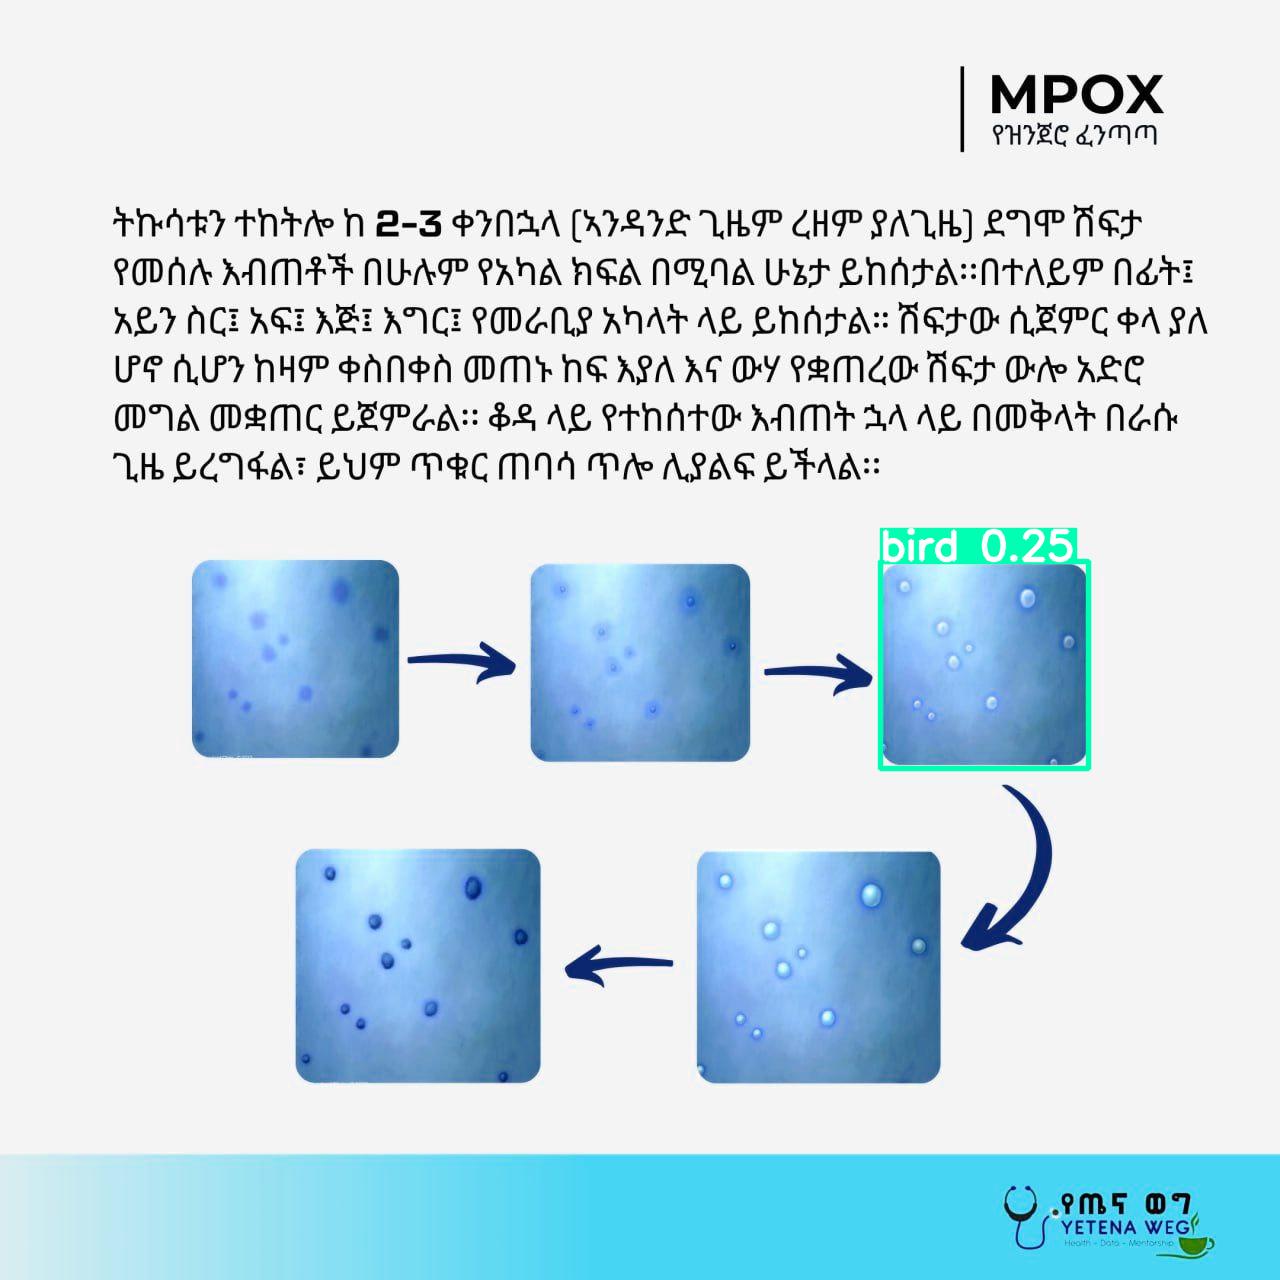 MPOX
የዝንጀሮ ፈንጣጣ
ትኩሳቱን ተከትሎ ከ 2-3 ቀንበኋላ (ኣንዳንድ ጊዜም ረዘም ያለጊዜ) ደግሞ ሽፍታ
የመሰሉ እብጠቶች በሁሉም የአካል ክፍል በሚባል ሁኔታ ይከሰታል፡፡በተለይም በፊት፤
አይን ስር፤ አፍ፤ እጅ፤ እግር፤ የመራቢያ አካላት ላይ ይከሰታል። ሽፍታው ሲጀምር ቀላ ያለ
ሆኖ ሲሆን ከዛም ቀስበቀስ መጠኑ ከፍ እያለ እና ውሃ የቋጠረው ሽፍታ ውሎ አድሮ
መግል መቋጠር ይጀምራል፡፡ ቆዳ ላይ የተከሰተው እብጠት ኋላ ላይ በመቅላት በራሱ
ጊዜ ይረግፋል፣ ይህም ጥቁር ጠባሳ ጥሎ ሊያልፍ ይችላል፡፡
bird 0.25
የጤና ወግ
YETENA WEG
Health - Data - Mentorship